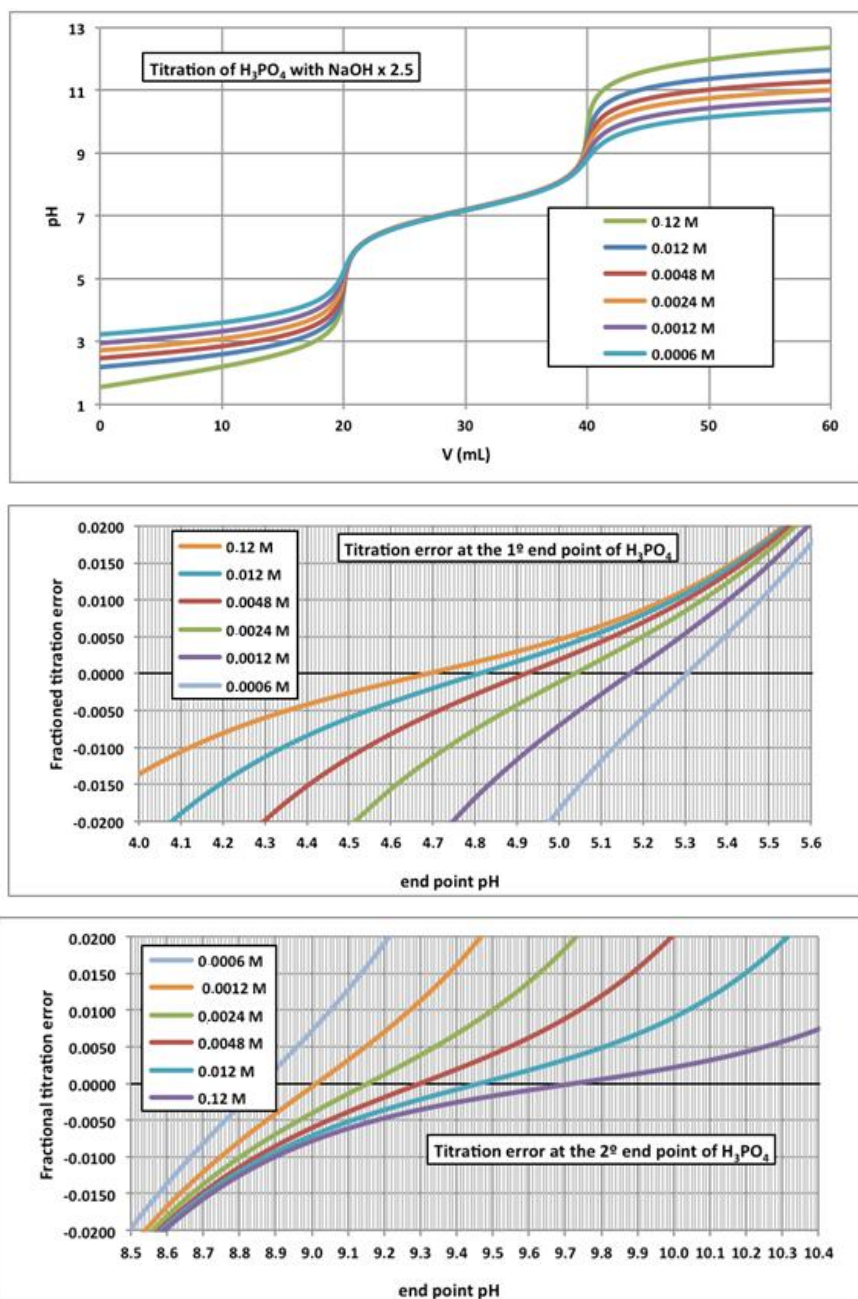 13
11
9
7
5
3
1
pH
Titration of H₃PO₄ with NaOH x 2.5
0.12 M
0.012 M
0.0048 M
0.0024 M
0.0012 M
0.0006 M
0 10 20 30 40 50 60
V (mL)
0.0200
0.0150
0.0100
0.0050
0.0000
-0.0050
-0.0100
-0.0150
-0.0200
Fractioned titration error
0.12 M
0.012 M
0.0048 M
0.0024 M
0.0012 M
0.0006 M
Titration error at the 1º end point of H₃PO₄
4.0 4.1 4.2 4.3 4.4 4.5 4.6 4.7 4.8 4.9 5.0 5.1 5.2 5.3 5.4 5.5 5.6
end point pH
0.0200
0.0150
0.0100
0.0050
0.0000
-0.0050
-0.0100
-0.0150
-0.0200
Fractional titration error
0.0006 M
0.0012 M
0.0024 M
0.0048 M
0.012 M
0.12 M
Titration error at the 2º end point of H₃PO₄
8.5 8.6 8.7 8.8 8.9 9.0 9.1 9.2 9.3 9.4 9.5 9.6 9.7 9.8 9.9 10.0 10.1 10.2 10.3 10.4
end point pH